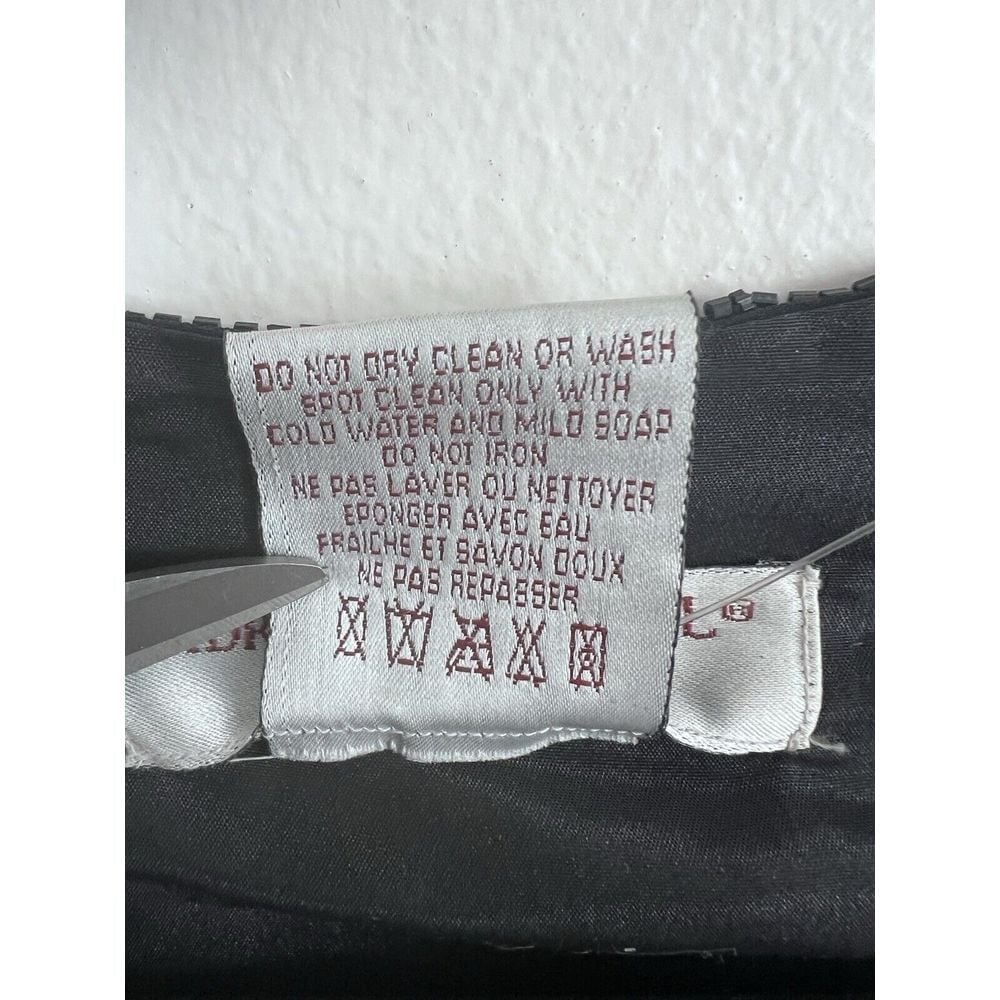 DO NOT DRY CLEAN OR WASH
SPOT CLEAN ONLY WITH
COLD WATER AND MILD SOAP
DO NOT IRON
NE PAS LAVER OU NETTOYER
EPONGER AVEC EAU
FRAICHE ET SAVON DOUX
NE PAS REPASSER